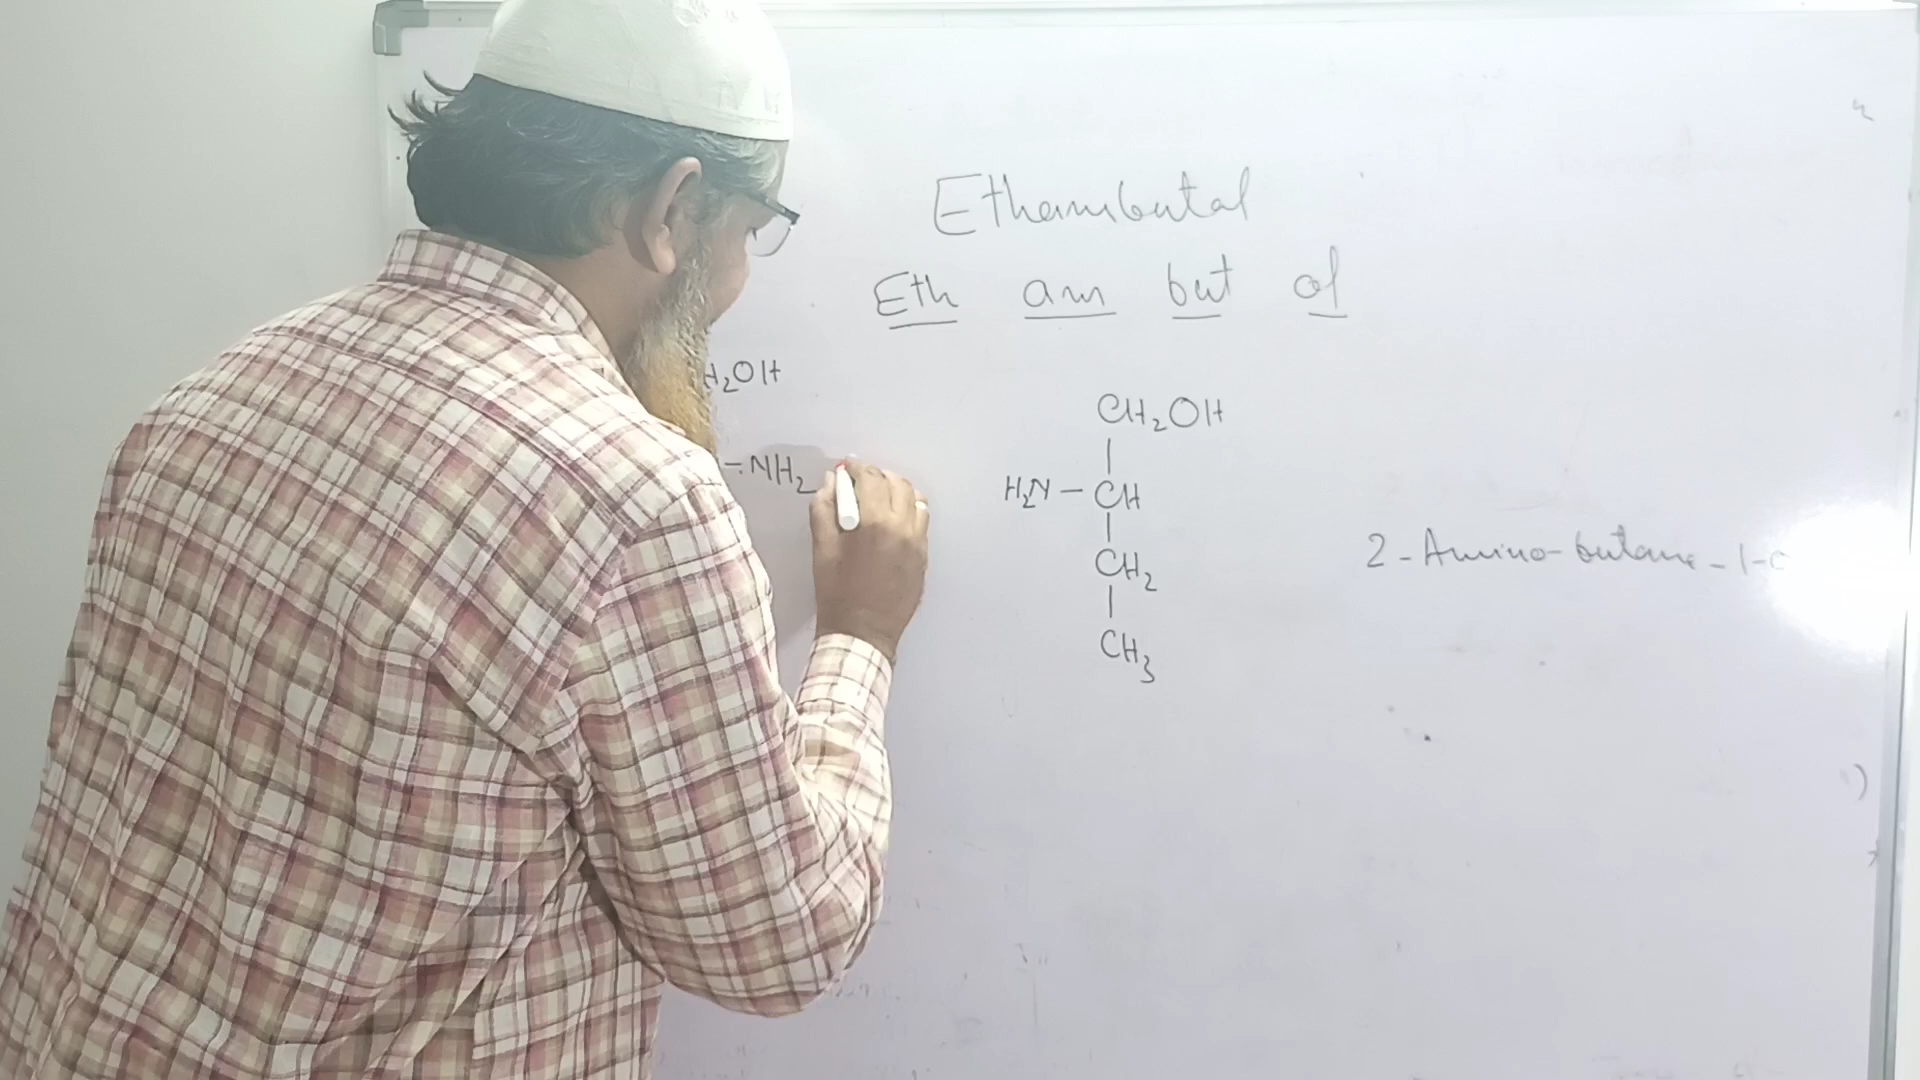 Ethambutal
Eth am but ol
H₂OH
CH₂OH
-NH₂
H₂N - CH
CH₂
CH₃
2-Amino-butane-1-